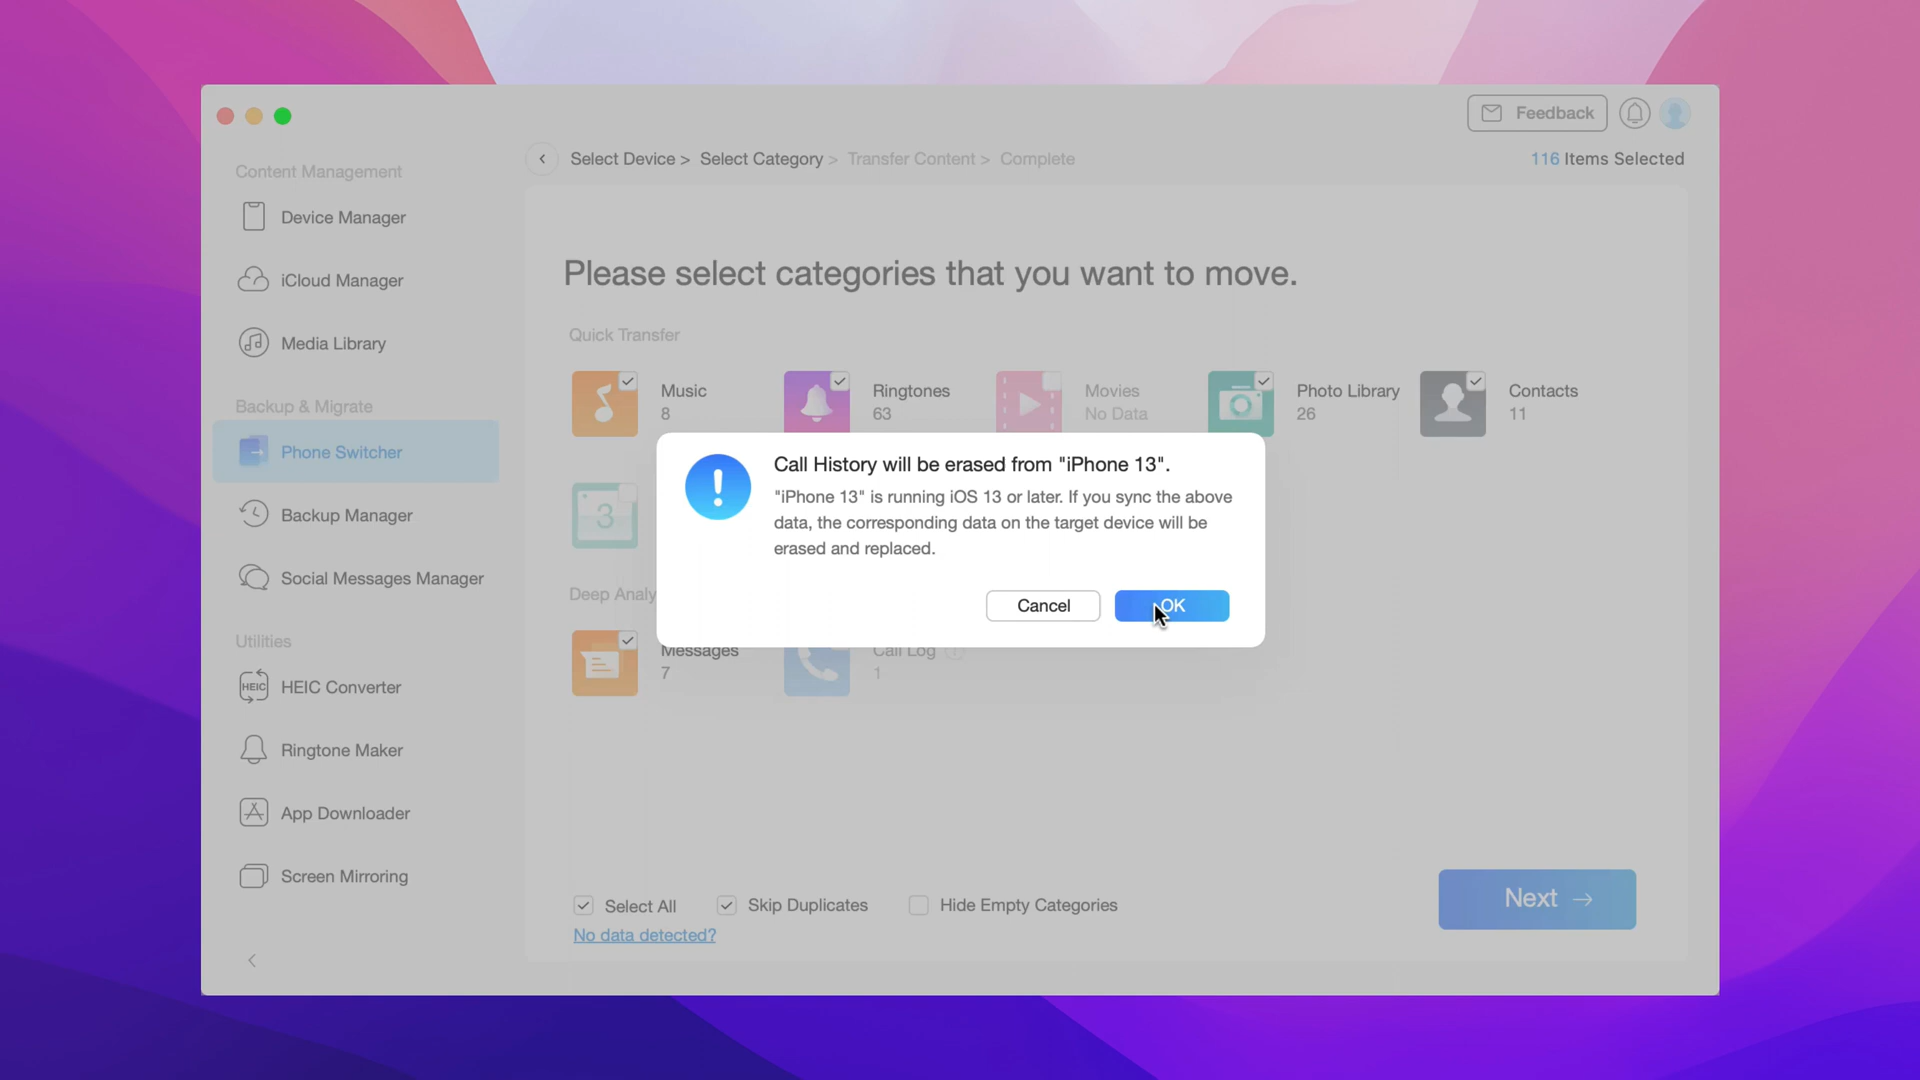 Feedback
Select Device > Select Category > Transfer Content > Complete
116 Items Selected
Content Management
Device Manager
iCloud Manager
Media Library
Backup & Migrate
Phone Switcher
Backup Manager
Social Messages Manager
Utilities
HEIC
HEIC Converter
Ringtone Maker
App Downloader
Screen Mirroring
Please select categories that you want to move.
Quick Transfer
Music
8
Ringtones
63
Movies
No Data
Photo Library
26
Contacts
11
3
Call History will be erased from "iPhone 13".
"iPhone 13" is running iOS 13 or later. If you sync the above
data, the corresponding data on the target device will be
erased and replaced.
Cancel
OK
Deep Analy
Messages
7
Call Log
1
Select All
Skip Duplicates
Hide Empty Categories
No data detected?
Next →